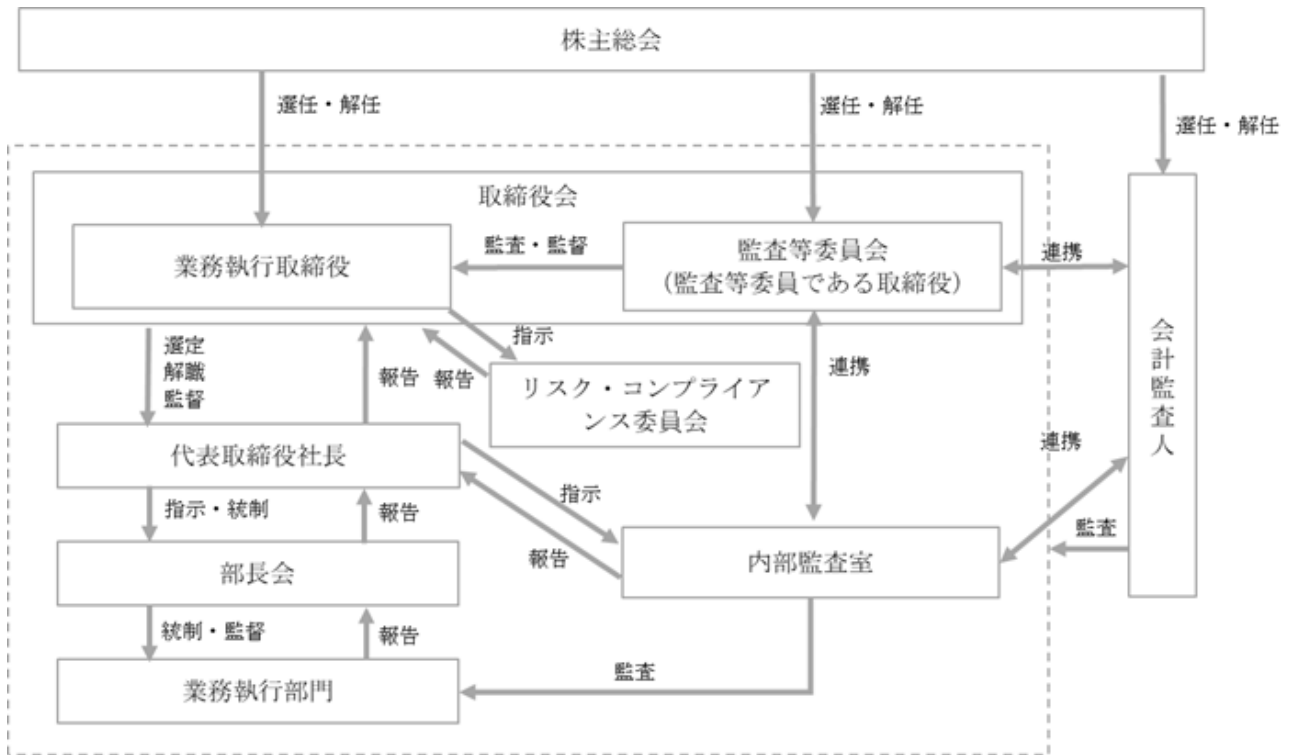 株主総会
選任・解任
選任・解任
選任・解任
取締役会
業務執行取締役
監査・監督
監査等委員会
(監査等委員である取締役)
連携
選定
解職
監督
報告
報告
指示
リスク・コンプライア
ンス委員会
連携
会計監査人
代表取締役社長
指示・統制
報告
指示
報告
連携
監査
部長会
内部監査室
統制・監督
報告
業務執行部門
監査